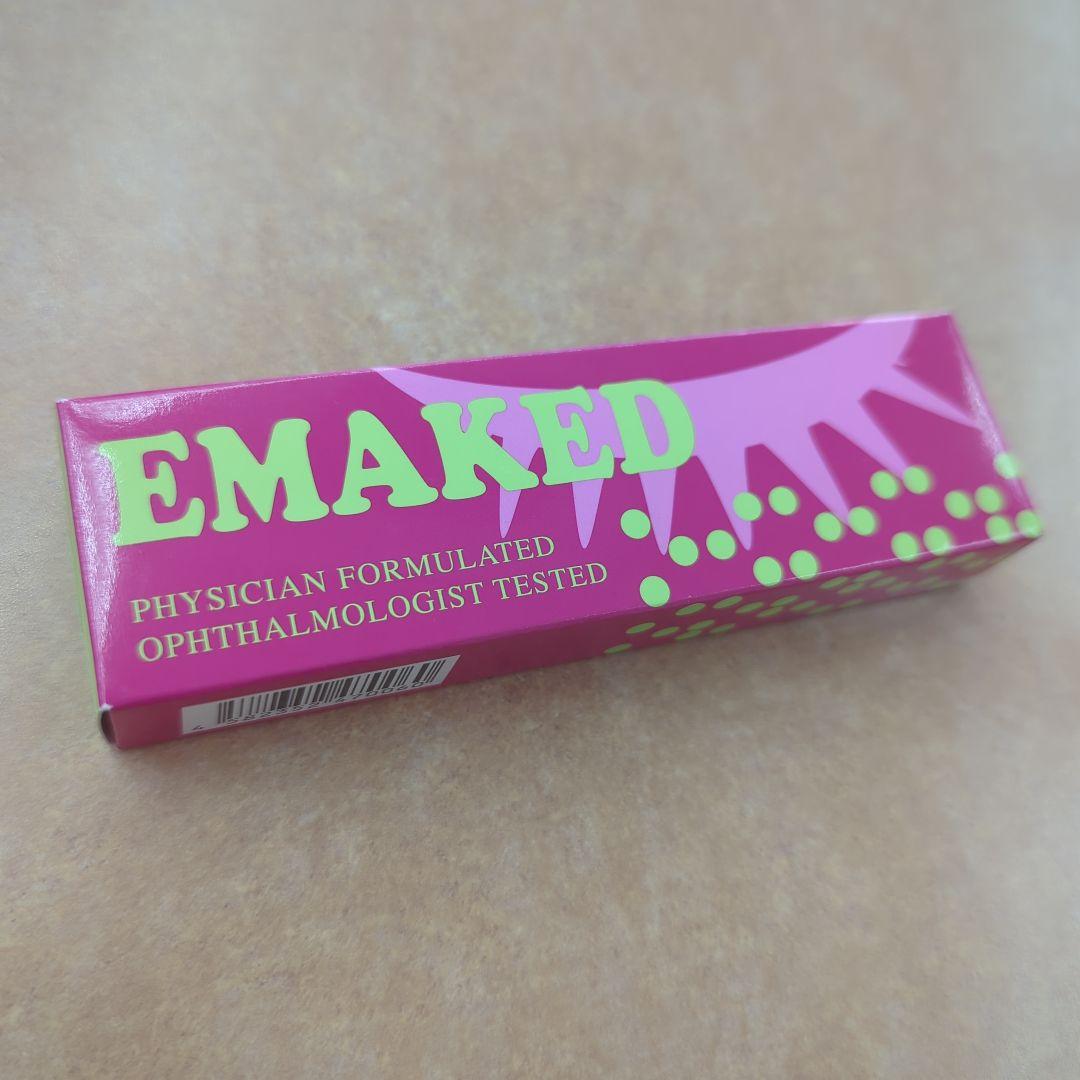 EMAKED
PHYSICIAN FORMULATED
OPHTHALMOLOGIST TESTED